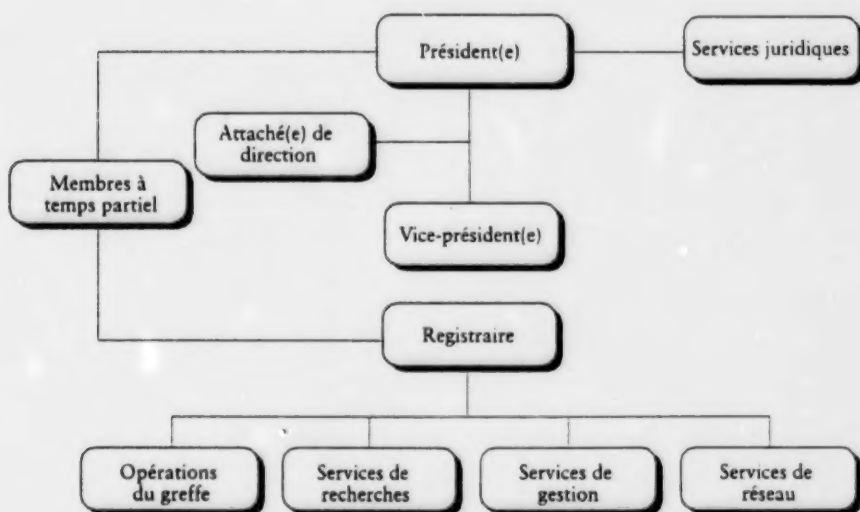 Président(e)
Services juridiques
Attaché(e) de
direction
Membres à
temps partiel
Vice-président(e)
Registraire
Opérations
du greffe
Services de
recherches
Services de
gestion
Services de
réseau